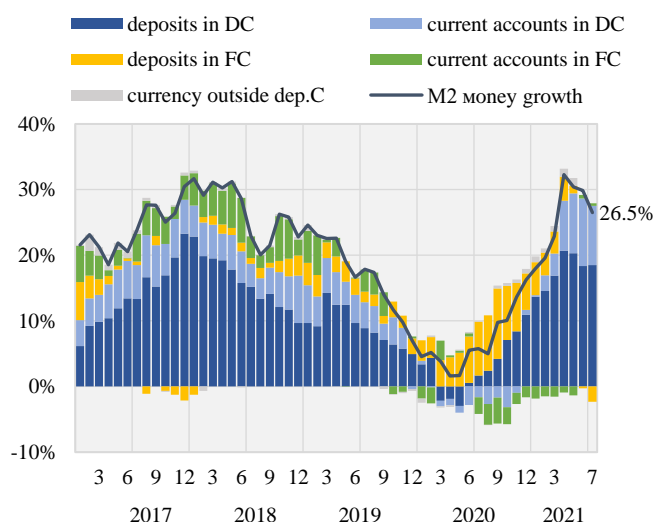 deposits in DC current accounts in DC
deposits in FC current accounts in FC
currency outside dep.C M2 мoney growth
40%
30%
26.5%
20%
10%
0%
-10%
3 6 9 12 3 6 9 12 3 6 9 12 3 6 9 12 3 7
2017 2018 2019 2020 2021